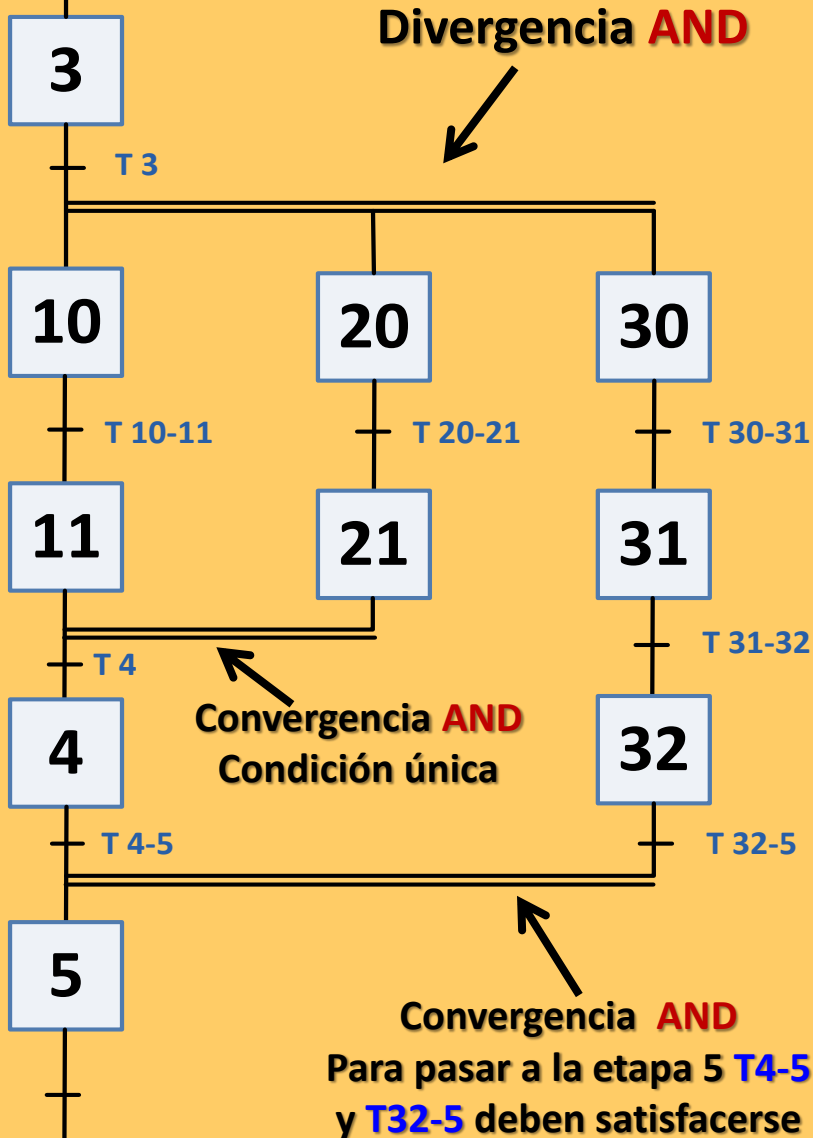 Divergencia AND
3
T 3
10
20
30
T 10-11
T 20-21
T 30-31
11
21
31
T 4
T 31-32
Convergencia AND
Condición única
4
32
T 4-5
T 32-5
5
Convergencia AND
Para pasar a la etapa 5 T4-5
y T32-5 deben satisfacerse